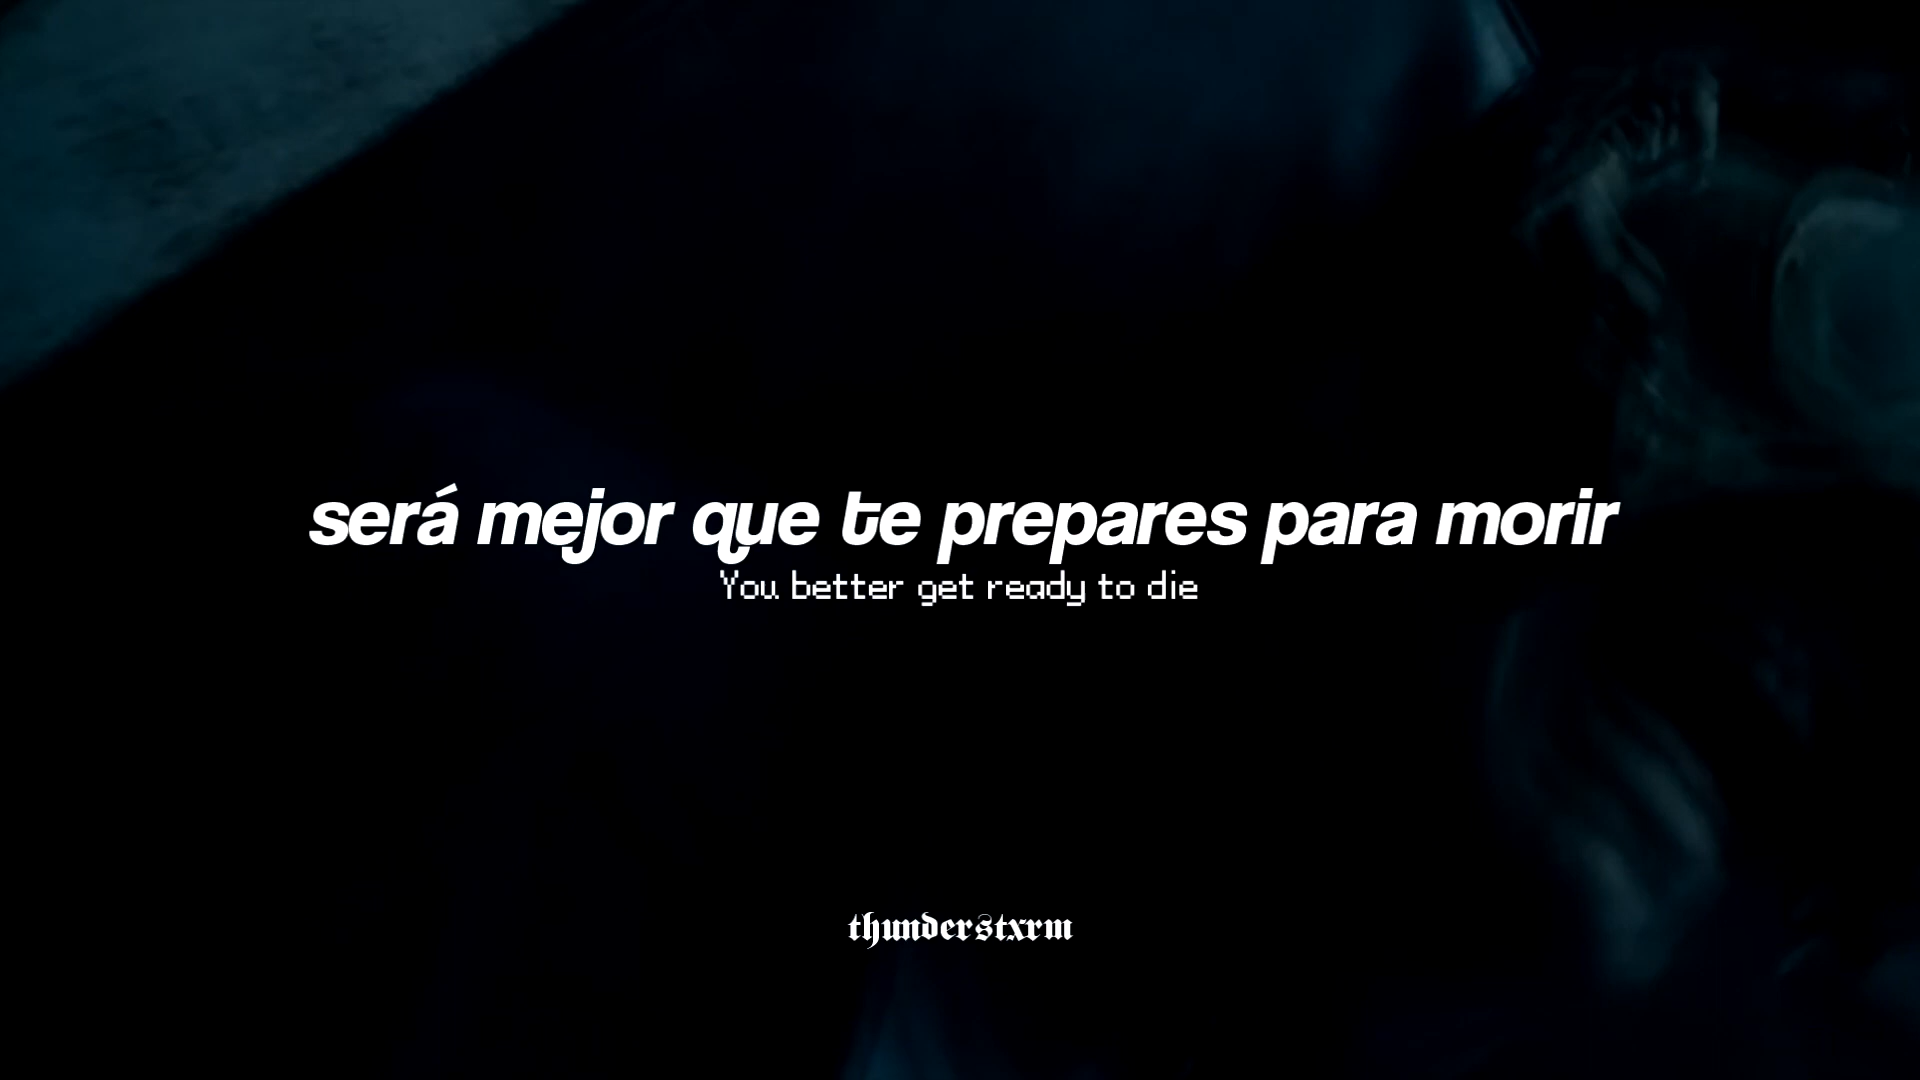 será mejor que te prepares para morir
You better get ready to die
thunderstxrm